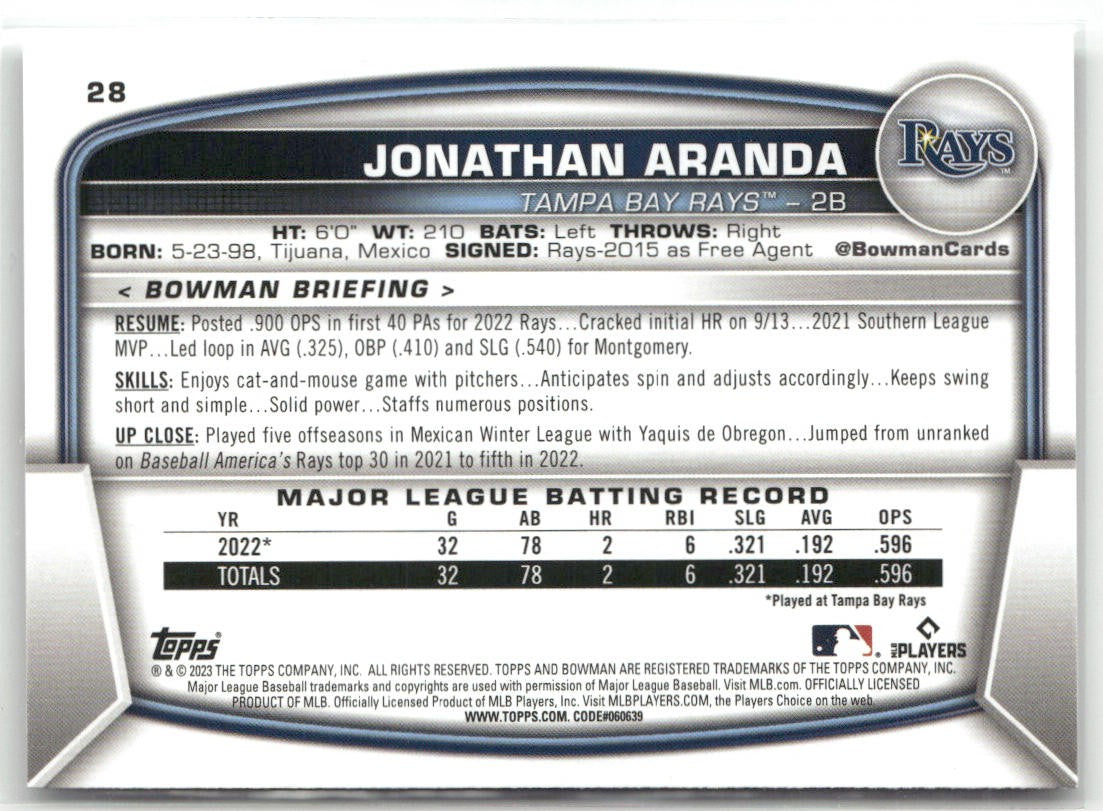 28
RAYS™
JONATHAN ARANDA
TAMPA BAY RAYS™ – 2B
HT: 6'0" WT: 210 BATS: Left THROWS: Right
BORN: 5-23-98, Tijuana, Mexico SIGNED: Rays-2015 as Free Agent @BowmanCards
< BOWMAN BRIEFING >
RESUME: Posted .900 OPS in first 40 PAs for 2022 Rays...Cracked initial HR on 9/13...2021 Southern League
MVP...Led loop in AVG (.325), OBP (.410) and SLG (.540) for Montgomery.
SKILLS: Enjoys cat-and-mouse game with pitchers...Anticipates spin and adjusts accordingly...Keeps swing
short and simple...Solid power...Staffs numerous positions.
UP CLOSE: Played five offseasons in Mexican Winter League with Yaquis de Obregon...Jumped from unranked
on Baseball America's Rays top 30 in 2021 to fifth in 2022.
MAJOR LEAGUE BATTING RECORD
YR G AB HR RBI SLG AVG OPS
2022* 32 78 2 6 .321 .192 .596
TOTALS 32 78 2 6 .321 .192 .596
*Played at Tampa Bay Rays
Topps®
MLB PLAYERS
® & © 2023 THE TOPPS COMPANY, INC. ALL RIGHTS RESERVED. TOPPS AND BOWMAN ARE REGISTERED TRADEMARKS OF THE TOPPS COMPANY, INC.
Major League Baseball trademarks and copyrights are used with permission of Major League Baseball. Visit MLB.com. OFFICIALLY LICENSED
PRODUCT OF MLB. Officially Licensed Product of MLB Players, Inc. Visit MLBPLAYERS.COM, the Players Choice on the web.
WWW.TOPPS.COM. CODE#060639